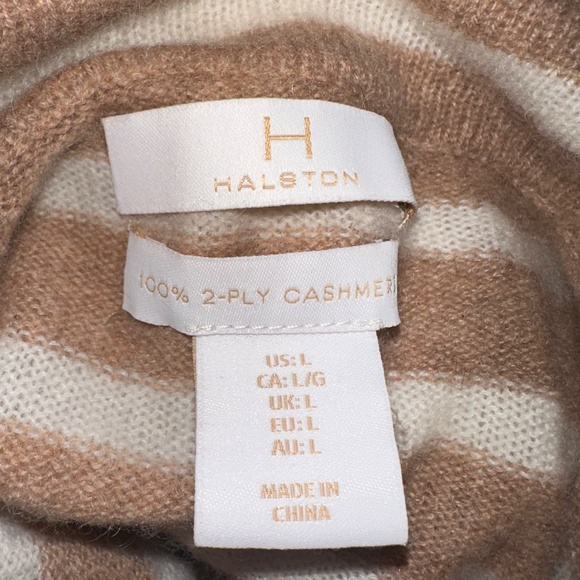 H
HALSTON
100% 2-PLY CASHMERE
US: L
CA: L/G
UK: L
EU: L
AU: L
MADE IN
CHINA